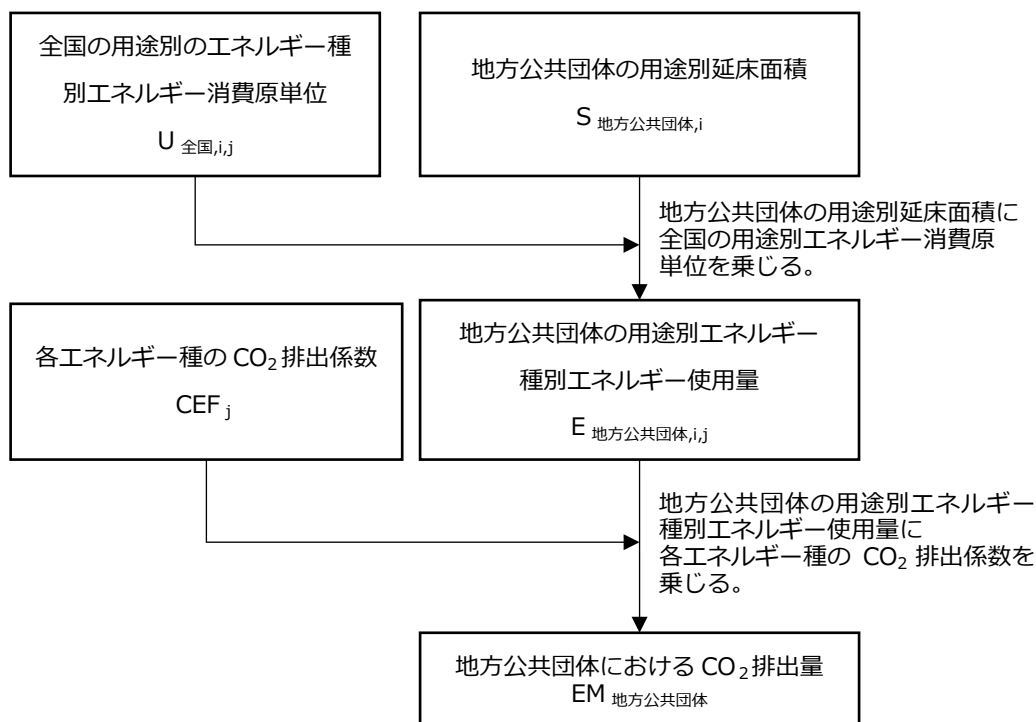 全国の用途別のエネルギー種
別エネルギー消費原単位
U 全国,i,j
地方公共団体の用途別延床面積
S 地方公共団体,i
地方公共団体の用途別延床面積に
全国の用途別エネルギー消費原
単位を乗じる。
各エネルギー種の CO₂ 排出係数
CEF j
地方公共団体の用途別エネルギー
種別エネルギー使用量
E 地方公共団体,i,j
地方公共団体の用途別エネルギー
種別エネルギー使用量に
各エネルギー種の CO₂ 排出係数を
乗じる。
地方公共団体における CO₂ 排出量
EM 地方公共団体